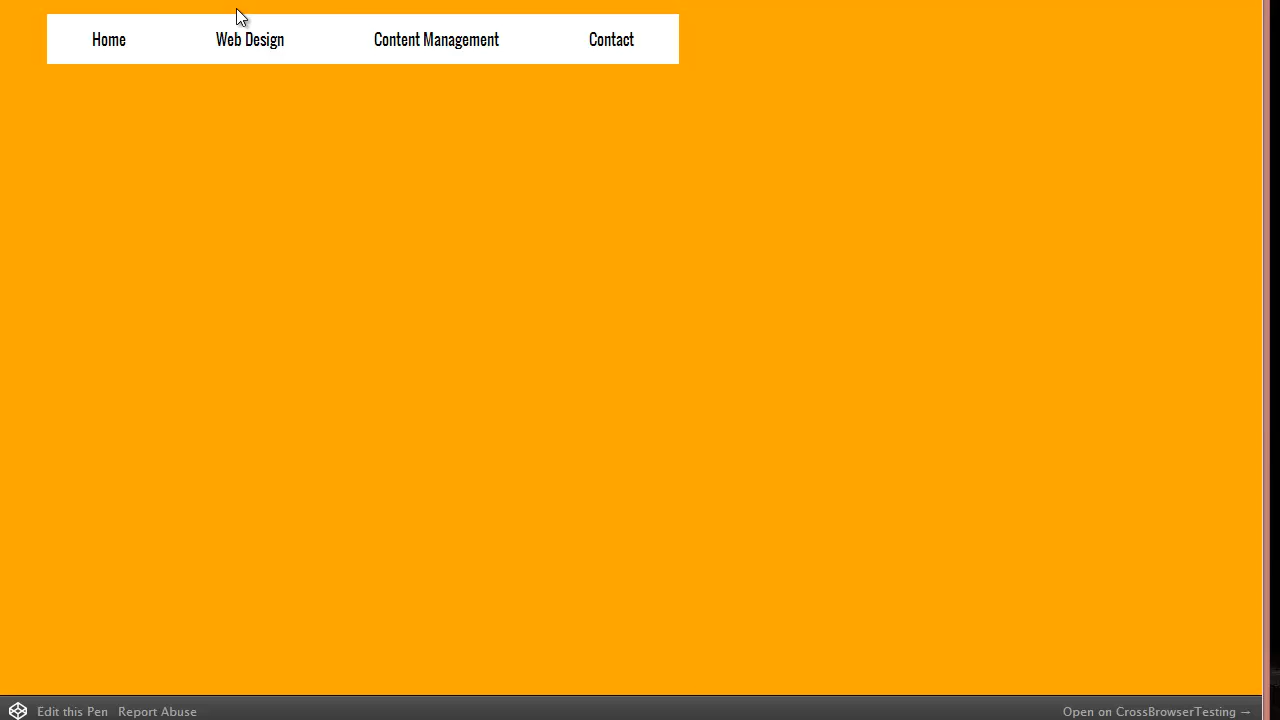 Home Web Design Content Management Contact
Edit this Pen Report Abuse Open on CrossBrowserTesting →